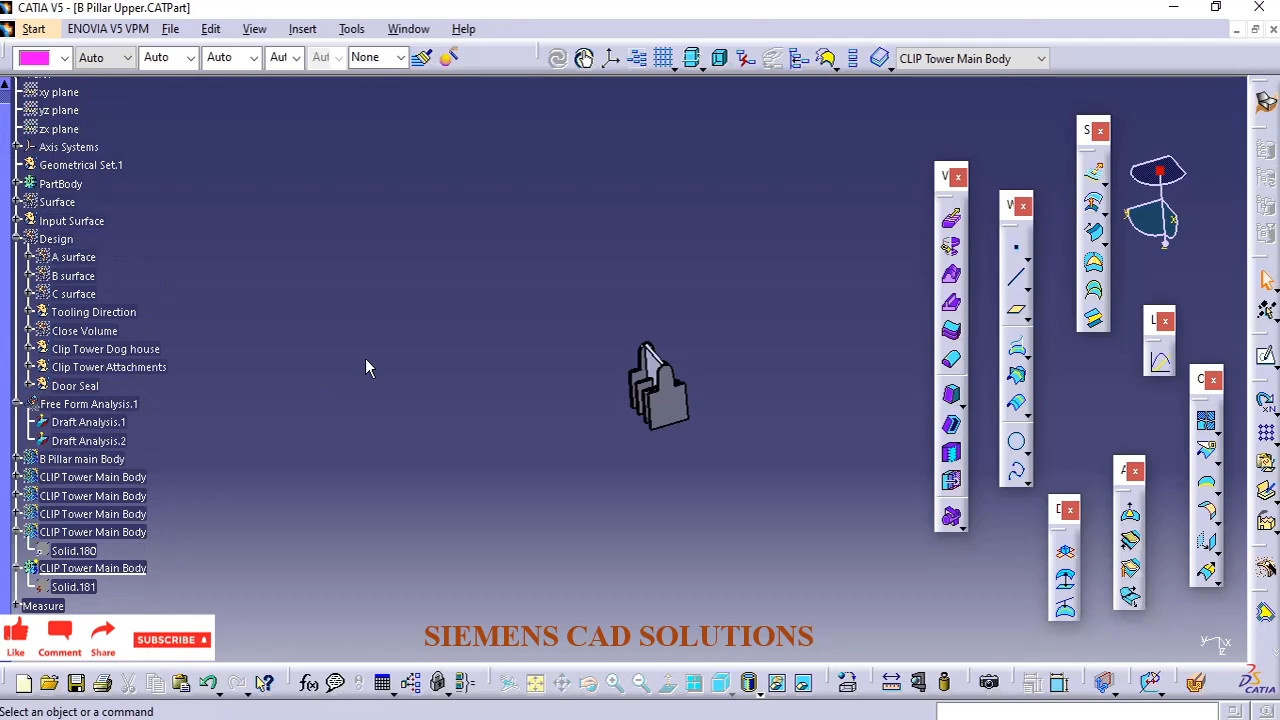 CATIA V5 - [B Pillar Upper.CATPart]
Start ENOVIA V5 VPM File Edit View Insert Tools Window Help
Auto Auto Auto Aut Aut None CLIP Tower Main Body
xy plane
yz plane
zx plane
Axis Systems
Geometrical Set.1
PartBody
Surface
Input Surface
Design
A surface
B surface
C surface
Tooling Direction
Close Volume
Clip Tower Dog house
Clip Tower Attachments
Door Seal
Free Form Analysis.1
Draft Analysis.1
Draft Analysis.2
B Pillar main Body
CLIP Tower Main Body
CLIP Tower Main Body
CLIP Tower Main Body
CLIP Tower Main Body
Solid.180
CLIP Tower Main Body
Solid.181
Measure
Like Comment Share SUBSCRIBE
SIEMENS CAD SOLUTIONS
Select an object or a command
CATIA